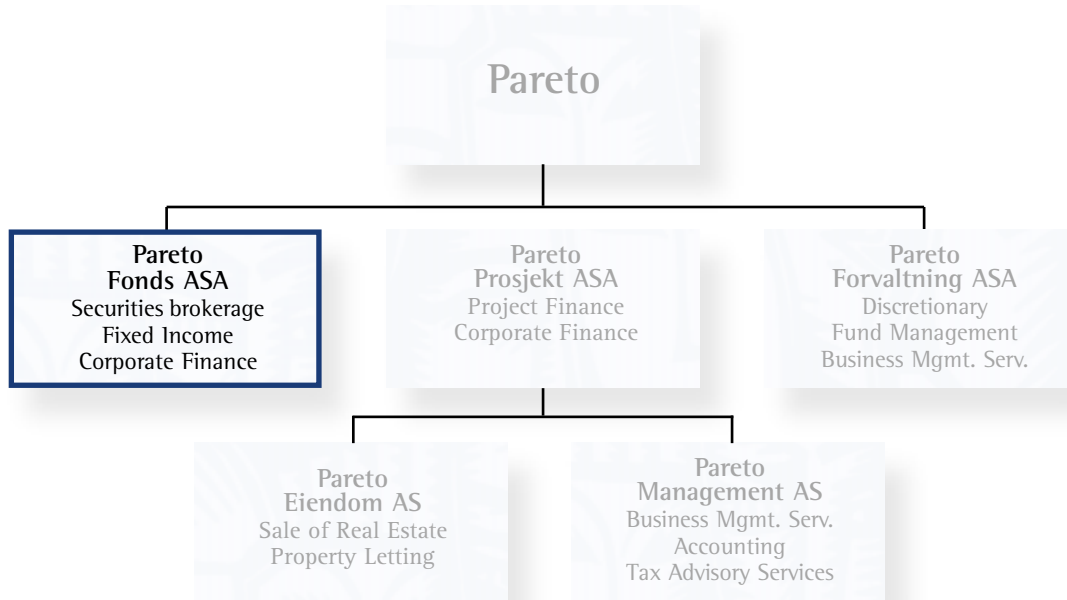 Pareto
Pareto
Fonds ASA
Securities brokerage
Fixed Income
Corporate Finance
Pareto
Prosjekt ASA
Project Finance
Corporate Finance
Pareto
Forvaltning ASA
Discretionary
Fund Management
Business Mgmt. Serv.
Pareto
Eiendom AS
Sale of Real Estate
Property Letting
Pareto
Management AS
Business Mgmt. Serv.
Accounting
Tax Advisory Services